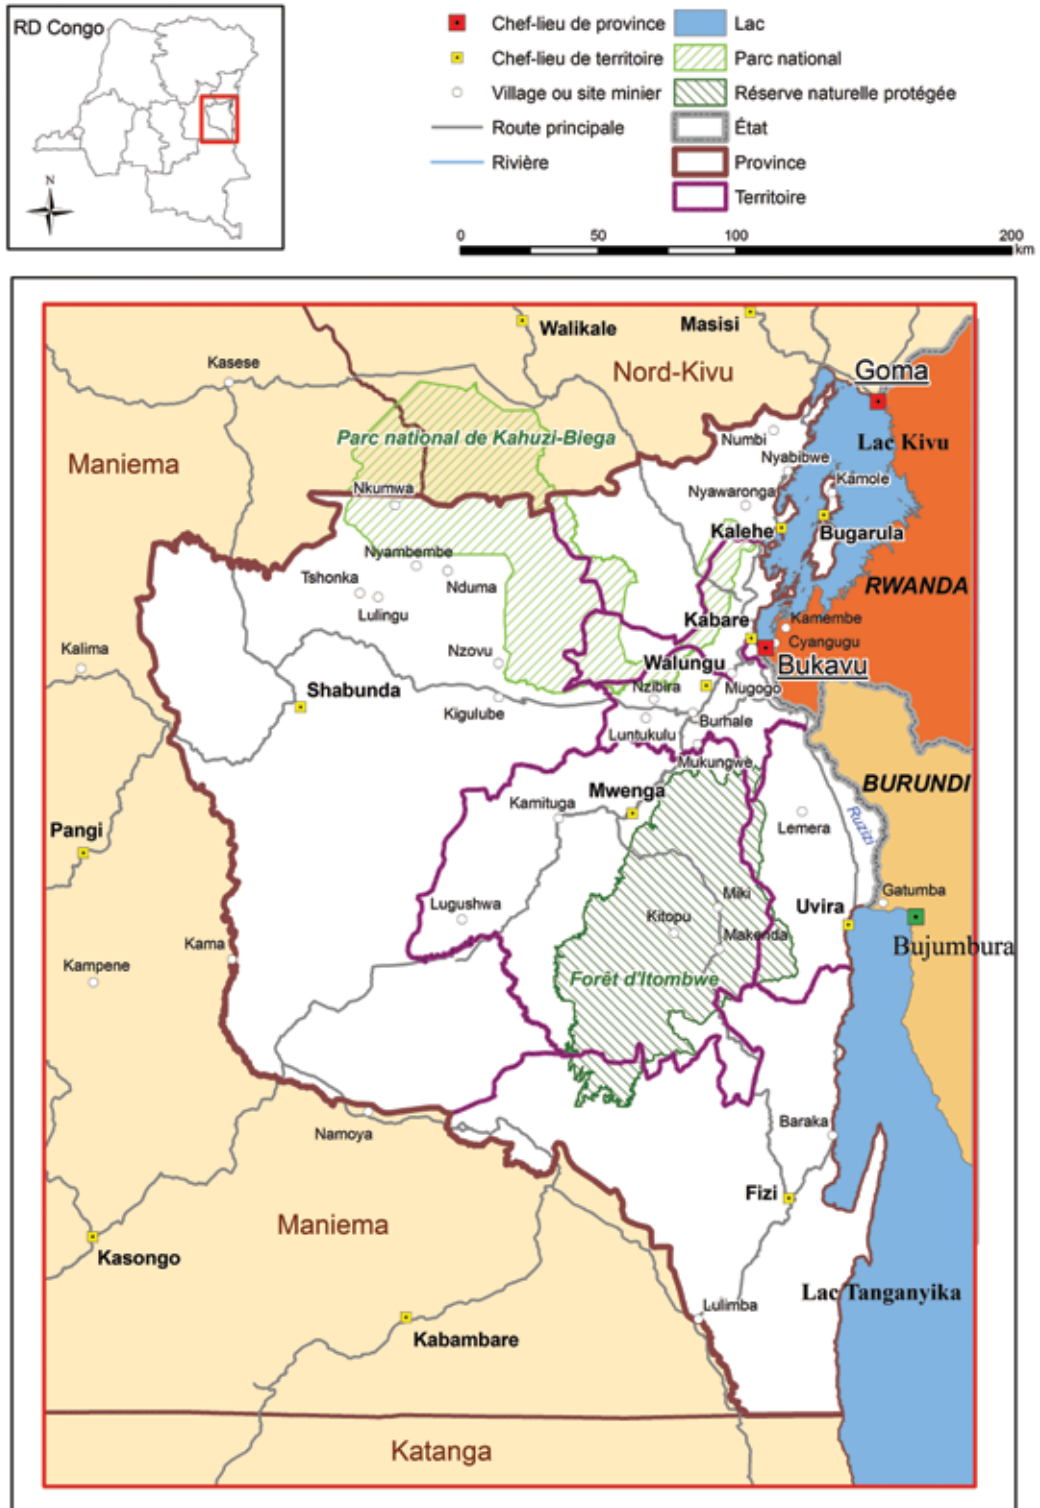 RD Congo
N
Chef-lieu de province
Chef-lieu de territoire
Village ou site minier
Route principale
Rivière
Lac
Parc national
Réserve naturelle protégée
État
Province
Territoire
0 50 100 200
km
Walikale
Masisi
Kasese
Nord-Kivu
Goma
Parc national de Kahuzi-Biega
Numbi
Lac Kivu
Maniema
Nyabibwe
Kamole
Nkumwa
Nyawaronga
Kalehe
Bugarula
Nyambembe
Nduma
Tshonka
Lulingu
RWANDA
Kabare
Kamembe
Cyangugu
Kalima
Nzovu
Walungu
Bukavu
Shabunda
Nzibira
Mugogo
Kigulube
Burhale
Luntukulu
Mukungwe
BURUNDI
Mwenga
Kamituga
Lemera
Ruzizi
Pangi
Miki
Gatumba
Lugushwa
Kitopu
Uvira
Kama
Makenda
Bujumbura
Kampene
Forêt d'Itombwe
Namoya
Baraka
Fizi
Maniema
Kasongo
Lac Tanganyika
Lulimba
Kabambare
Katanga